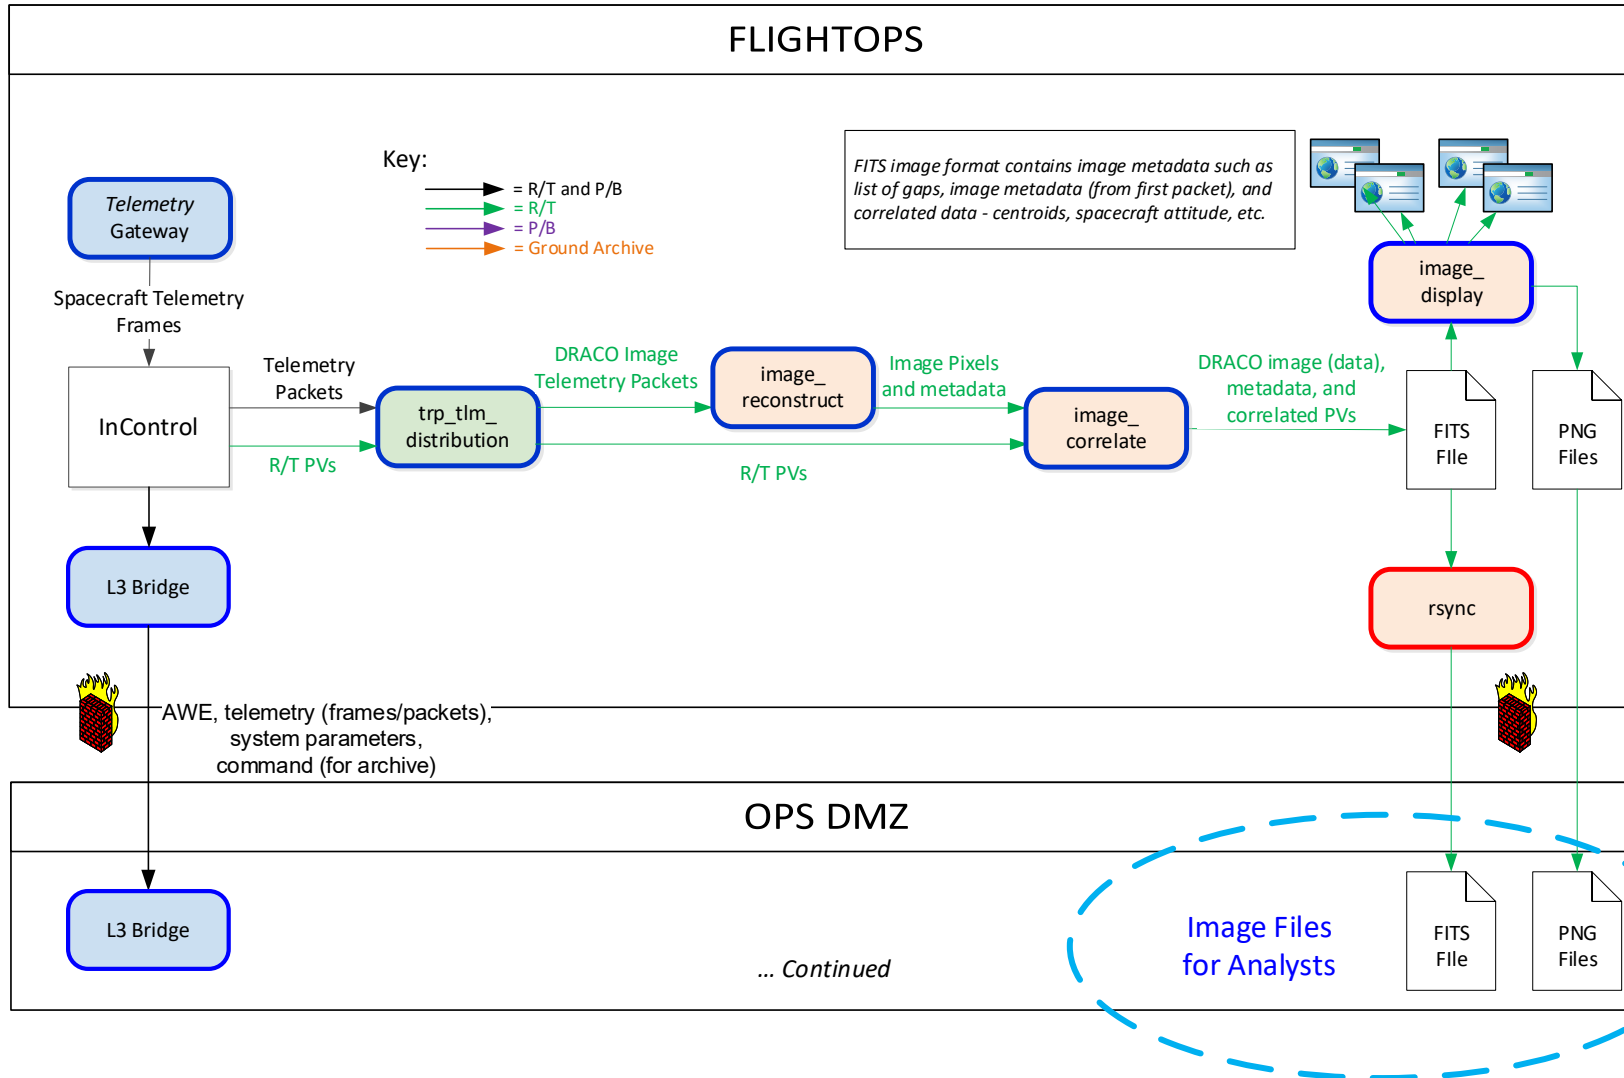 FLIGHTOPS
Key:
= R/T and P/B
= R/T
= P/B
= Ground Archive
FITS image format contains image metadata such as
list of gaps, image metadata (from first packet), and
correlated data - centroids, spacecraft attitude, etc.
Telemetry
Gateway
Spacecraft Telemetry
Frames
InControl
Telemetry
Packets
R/T PVs
trp_tlm_
distribution
DRACO Image
Telemetry Packets
R/T PVs
image_
reconstruct
Image Pixels
and metadata
image_
correlate
DRACO image (data),
metadata, and
correlated PVs
image_
display
FITS
FIle
PNG
Files
L3 Bridge
rsync
AWE, telemetry (frames/packets),
system parameters,
command (for archive)
OPS DMZ
L3 Bridge
... Continued
Image Files
for Analysts
FITS
FIle
PNG
Files